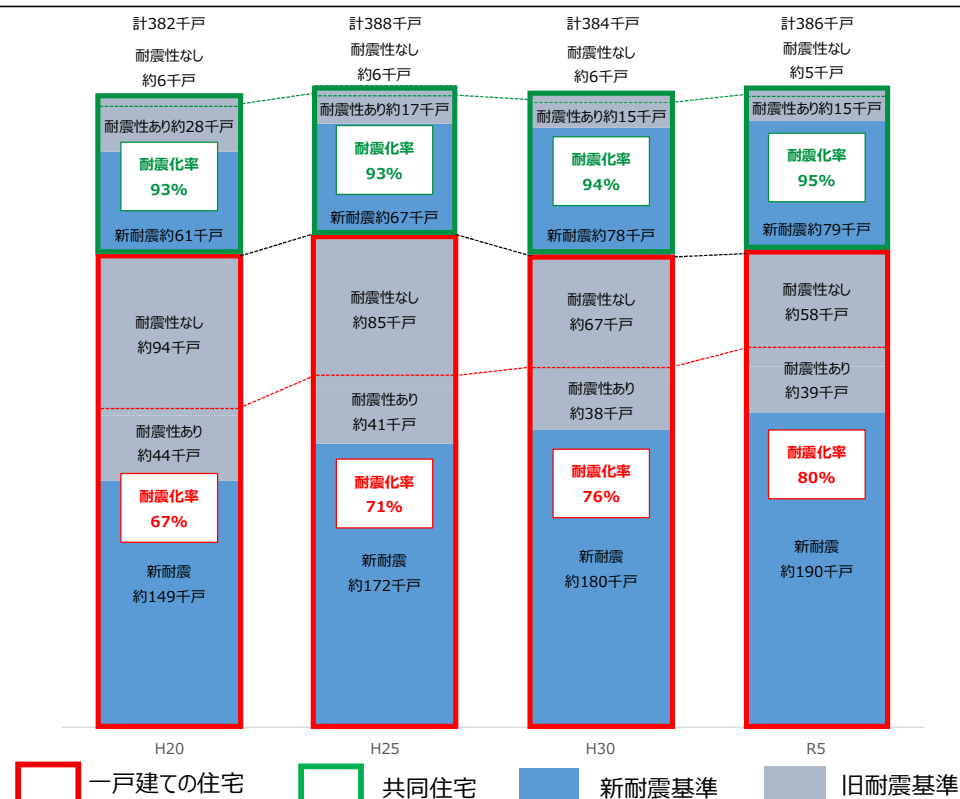 計382千戸
耐震性なし
約6千戸
耐震性あり約28千戸
耐震化率
93%
新耐震約61千戸
耐震性なし
約94千戸
耐震性あり
約44千戸
耐震化率
67%
新耐震
約149千戸
H20
計388千戸
耐震性なし
約6千戸
耐震性あり約17千戸
耐震化率
93%
新耐震約67千戸
耐震性なし
約85千戸
耐震性あり
約41千戸
耐震化率
71%
新耐震
約172千戸
H25
計384千戸
耐震性なし
約6千戸
耐震性あり約15千戸
耐震化率
94%
新耐震約78千戸
耐震性なし
約67千戸
耐震性あり
約38千戸
耐震化率
76%
新耐震
約180千戸
H30
計386千戸
耐震性なし
約5千戸
耐震性あり約15千戸
耐震化率
95%
新耐震約79千戸
耐震性なし
約58千戸
耐震性あり
約39千戸
耐震化率
80%
新耐震
約190千戸
R5
一戸建ての住宅
共同住宅
新耐震基準
旧耐震基準